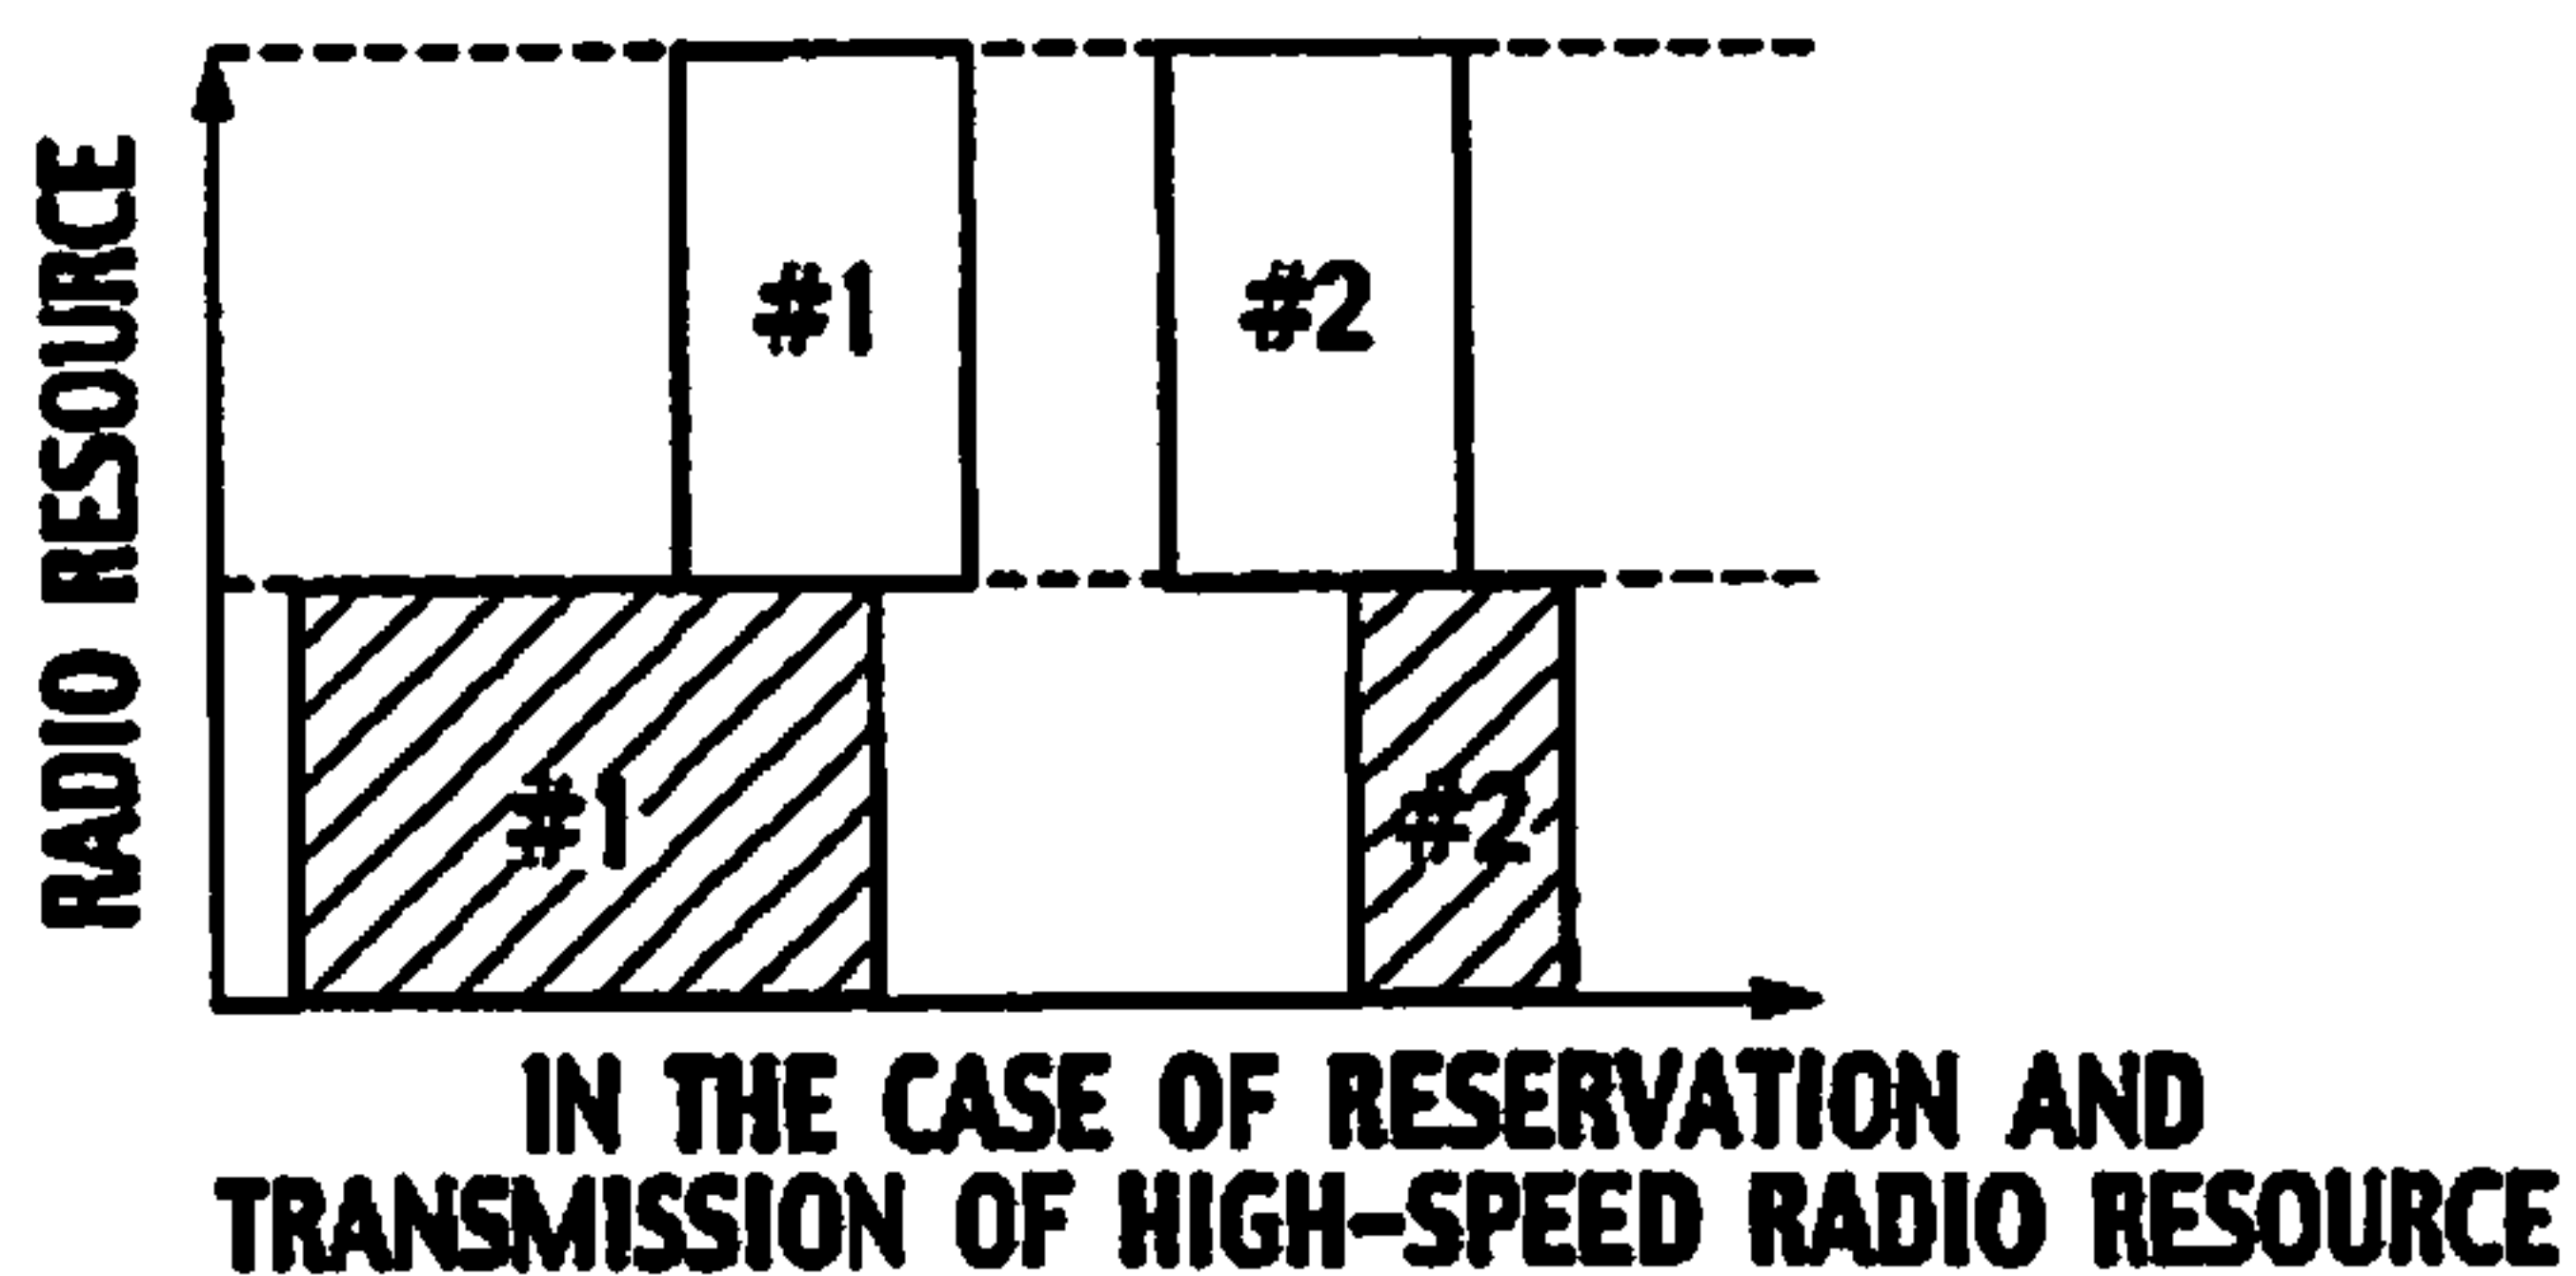 RADIO RESOURCE
#1
#2
#1
#2
IN THE CASE OF RESERVATION AND
TRANSMISSION OF HIGH-SPEED RADIO RESOURCE